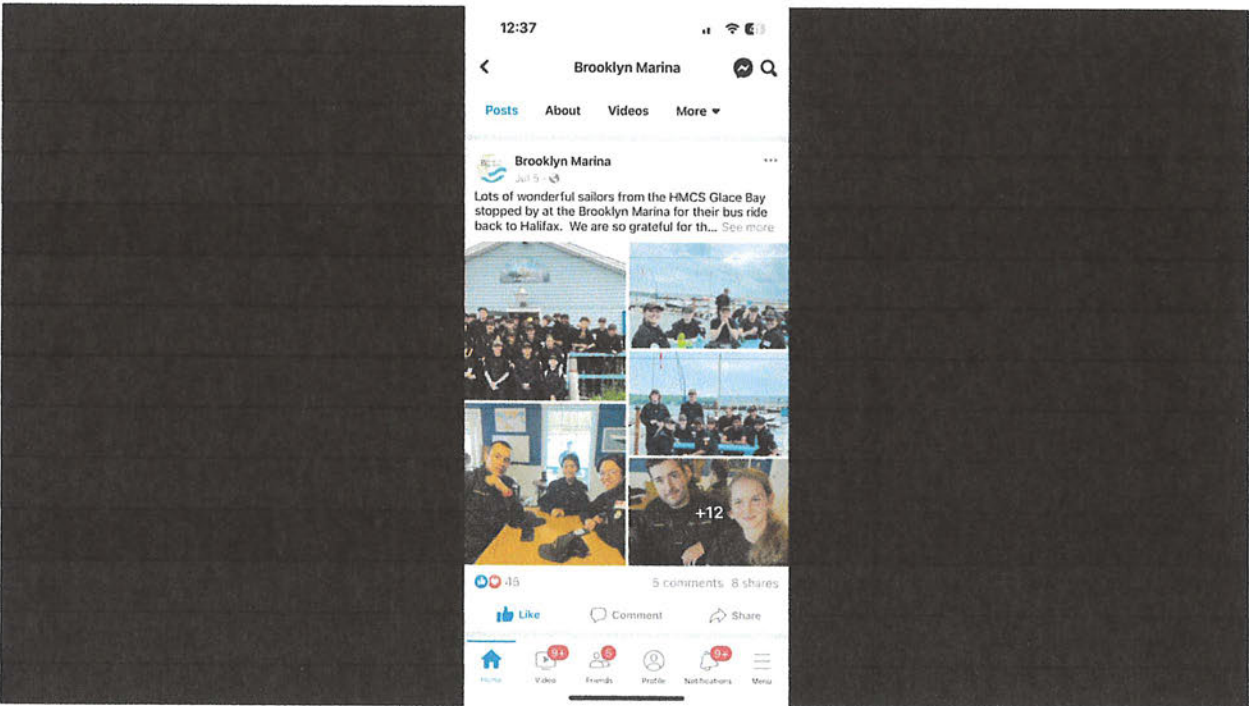 12:37
Brooklyn Marina
Posts About Videos More
Brooklyn Marina
Jul 5
Lots of wonderful sailors from the HMCS Glace Bay
stopped by at the Brooklyn Marina for their bus ride
back to Halifax. We are so grateful for th... See more
+12
46 5 comments 8 shares
Like Comment Share
9+ 5 9+
Home Video Friends Profile Notifications Menu